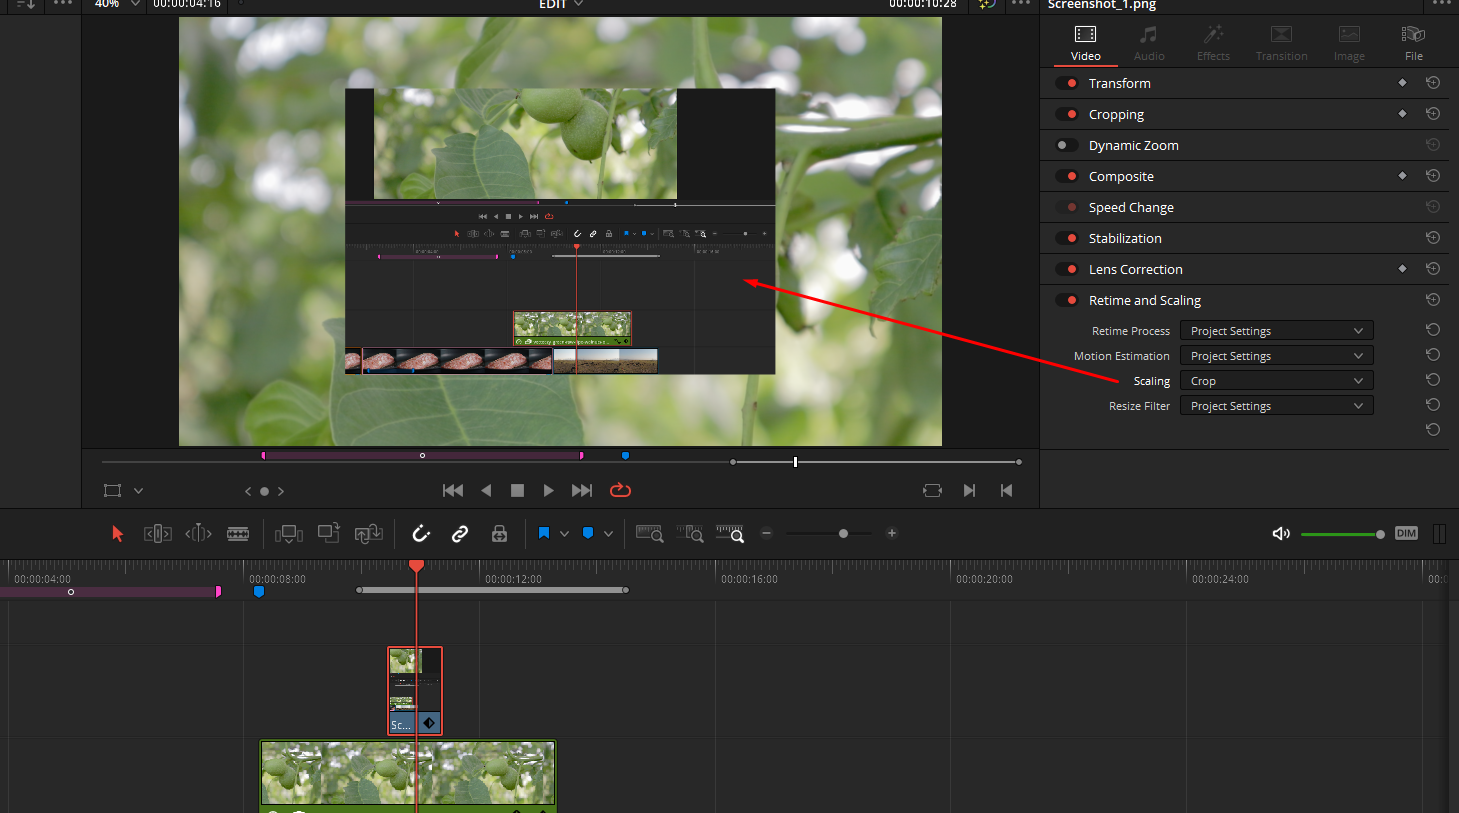 40%
00:00:04:16
EDIT
00:00:10:28
Screenshot_1.png
Video
Audio
Effects
Transition
Image
File
Transform
Cropping
Dynamic Zoom
Composite
Speed Change
Stabilization
Lens Correction
Retime and Scaling
Retime Process
Project Settings
Motion Estimation
Project Settings
Scaling
Crop
Resize Filter
Project Settings
DIM
00:00:04:00
00:00:08:00
00:00:12:00
00:00:16:00
00:00:20:00
00:00:24:00
Sc...